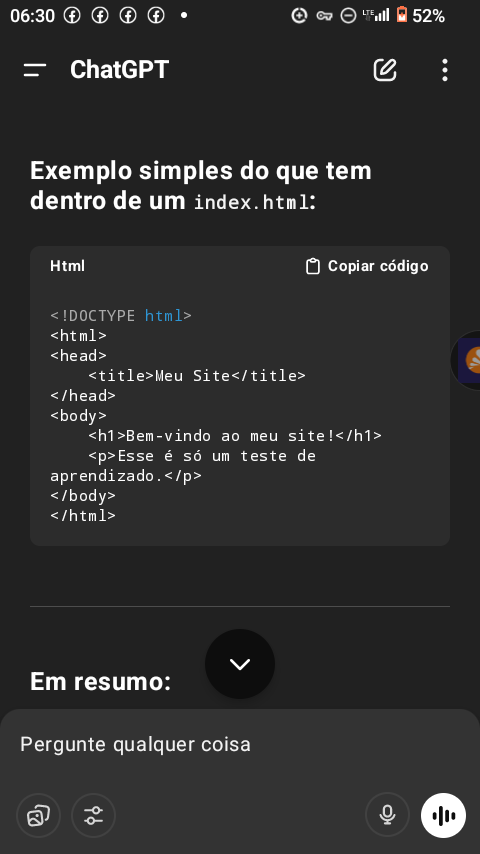 06:30
LTE
52%
ChatGPT
Exemplo simples do que tem
dentro de um index.html:
Html
Copiar código
<!DOCTYPE html>
<html>
<head>
    <title>Meu Site</title>
</head>
<body>
    <h1>Bem-vindo ao meu site!</h1>
    <p>Esse é só um teste de
aprendizado.</p>
</body>
</html>
Em resumo:
Pergunte qualquer coisa